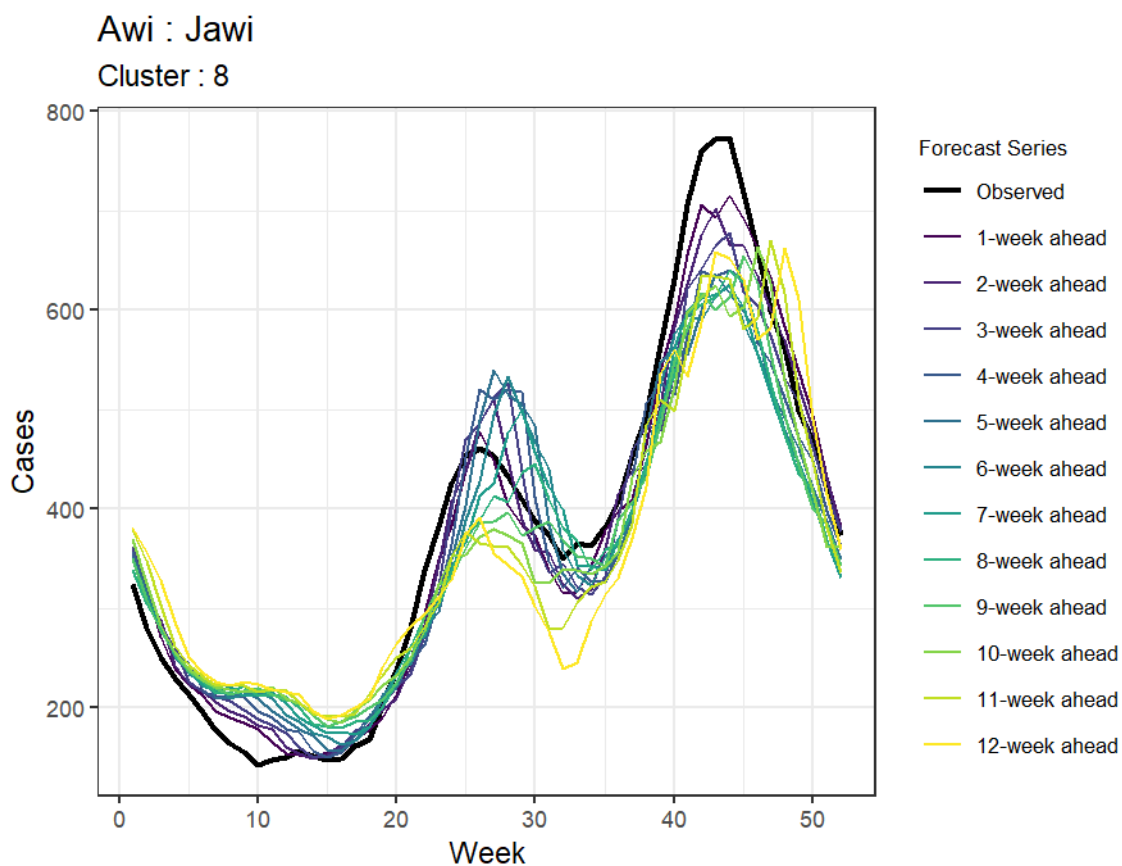 Awi : Jawi
Cluster : 8
800
600
400
200
Cases
0
10
20
30
40
50
Week
Forecast Series
Observed
1-week ahead
2-week ahead
3-week ahead
4-week ahead
5-week ahead
6-week ahead
7-week ahead
8-week ahead
9-week ahead
10-week ahead
11-week ahead
12-week ahead